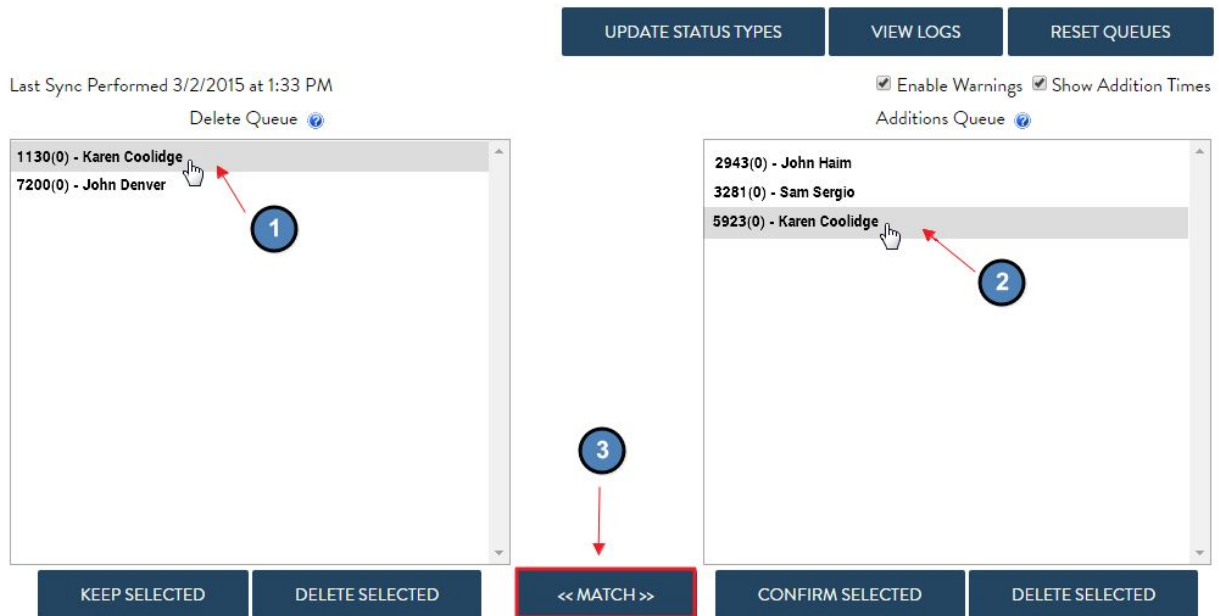 UPDATE STATUS TYPES VIEW LOGS RESET QUEUES
Last Sync Performed 3/2/2015 at 1:33 PM
Enable Warnings Show Addition Times
Delete Queue ?
Additions Queue ?
1130(0) - Karen Coolidge
7200(0) - John Denver
1
2943(0) - John Haim
3281(0) - Sam Sergio
5923(0) - Karen Coolidge
2
3
KEEP SELECTED DELETE SELECTED << MATCH >> CONFIRM SELECTED DELETE SELECTED